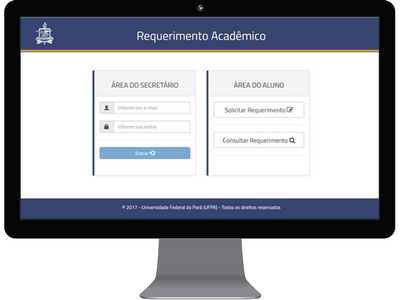 Requerimento Acadêmico
ÁREA DO SECRETÁRIO
Informe seu e-mail
Informe sua senha
Entrar
ÁREA DO ALUNO
Solicitar Requerimento
Consultar Requerimento
© 2017 - Universidade Federal do Pará (UFPA) - Todos os direitos reservados